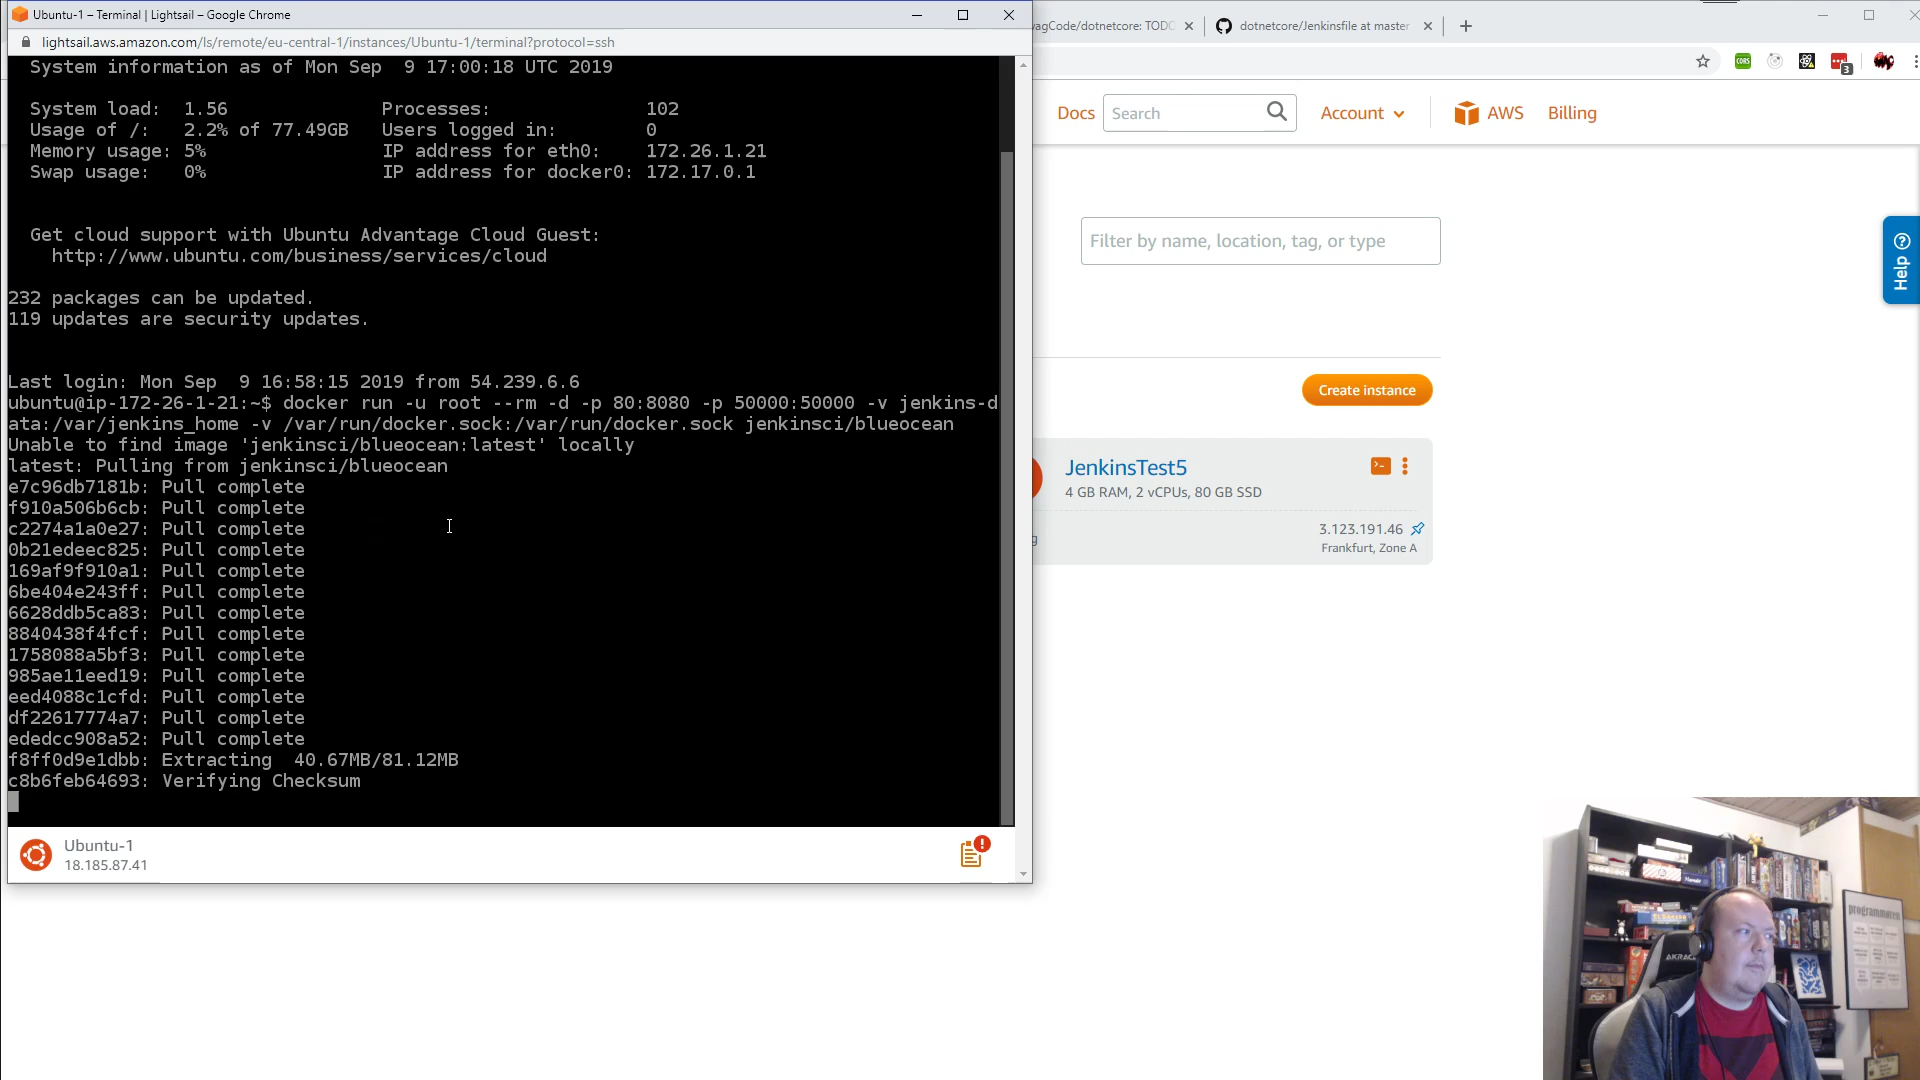 Ubuntu-1 – Terminal | Lightsail – Google Chrome
lightsail.aws.amazon.com/ls/remote/eu-central-1/instances/Ubuntu-1/terminal?protocol=ssh
System information as of Mon Sep  9 17:00:18 UTC 2019
System load:  1.56              Processes:              102
Usage of /:   2.2% of 77.49GB   Users logged in:        0
Memory usage: 5%                IP address for eth0:    172.26.1.21
Swap usage:   0%                IP address for docker0: 172.17.0.1
Get cloud support with Ubuntu Advantage Cloud Guest:
http://www.ubuntu.com/business/services/cloud
232 packages can be updated.
119 updates are security updates.
Last login: Mon Sep  9 16:58:15 2019 from 54.239.6.6
ubuntu@ip-172-26-1-21:~$ docker run -u root --rm -d -p 80:8080 -p 50000:50000 -v jenkins-d
ata:/var/jenkins_home -v /var/run/docker.sock:/var/run/docker.sock jenkinsci/blueocean
Unable to find image 'jenkinsci/blueocean:latest' locally
latest: Pulling from jenkinsci/blueocean
e7c96db7181b: Pull complete
f910a506b6cb: Pull complete
c2274a1a0e27: Pull complete
0b21edeec825: Pull complete
169af9f910a1: Pull complete
6be404e243ff: Pull complete
6628ddb5ca83: Pull complete
8840438f4fcf: Pull complete
1758088a5bf3: Pull complete
985ae11eed19: Pull complete
eed4088c1cfd: Pull complete
df22617774a7: Pull complete
ededcc908a52: Pull complete
f8ff0d9e1dbb: Extracting  40.67MB/81.12MB
c8b6feb64693: Verifying Checksum
Ubuntu-1
18.185.87.41
vagCode/dotnetcore: TODO
dotnetcore/Jenkinsfile at master
CORS
3
Docs
Search
Account
AWS
Billing
Filter by name, location, tag, or type
Help
Create instance
JenkinsTest5
4 GB RAM, 2 vCPUs, 80 GB SSD
g
3.123.191.46
Frankfurt, Zone A
programmoren
AKRACING